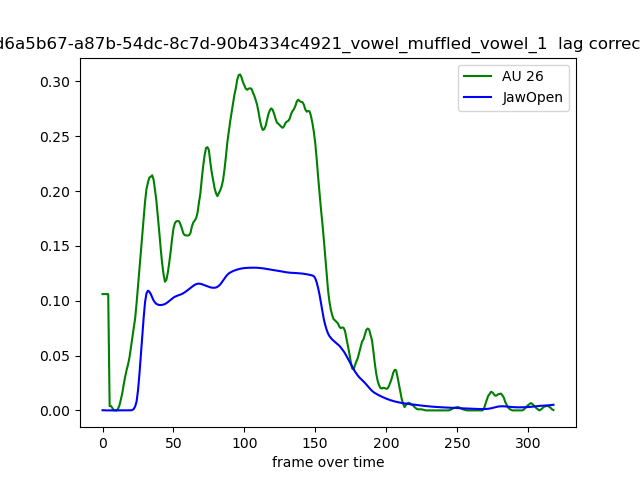 d6a5b67-a87b-54dc-8c7d-90b4334c4921_vowel_muffled_vowel_1 lag correc
AU 26
JawOpen
0.30
0.25
0.20
0.15
0.10
0.05
0.00
0 50 100 150 200 250 300
frame over time